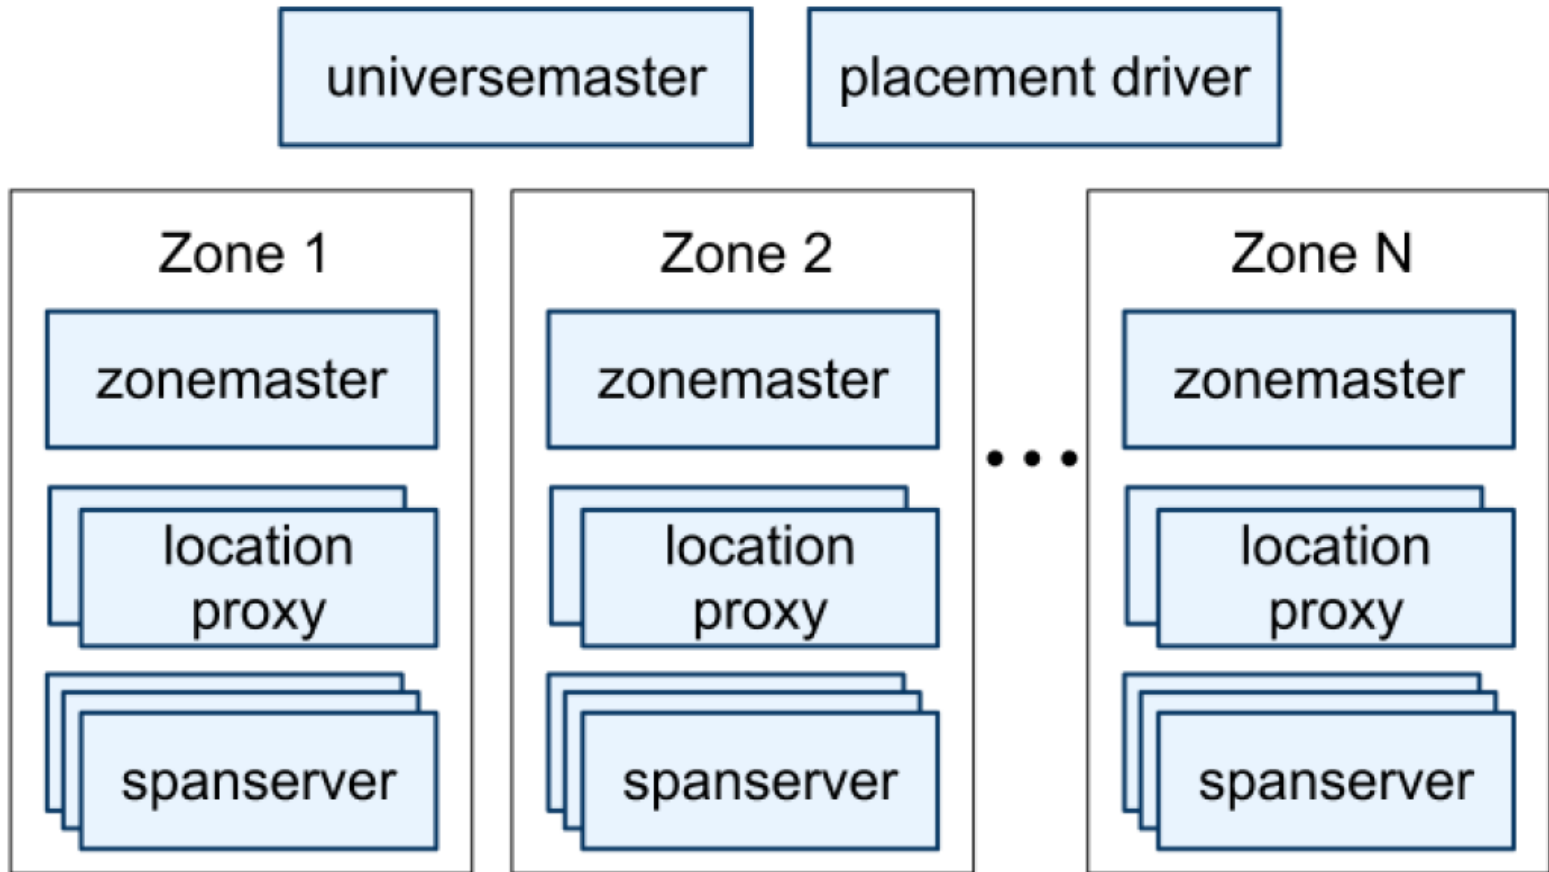 universemaster
placement driver
Zone 1
zonemaster
location
proxy
spanserver
Zone 2
zonemaster
location
proxy
spanserver
Zone N
zonemaster
location
proxy
spanserver